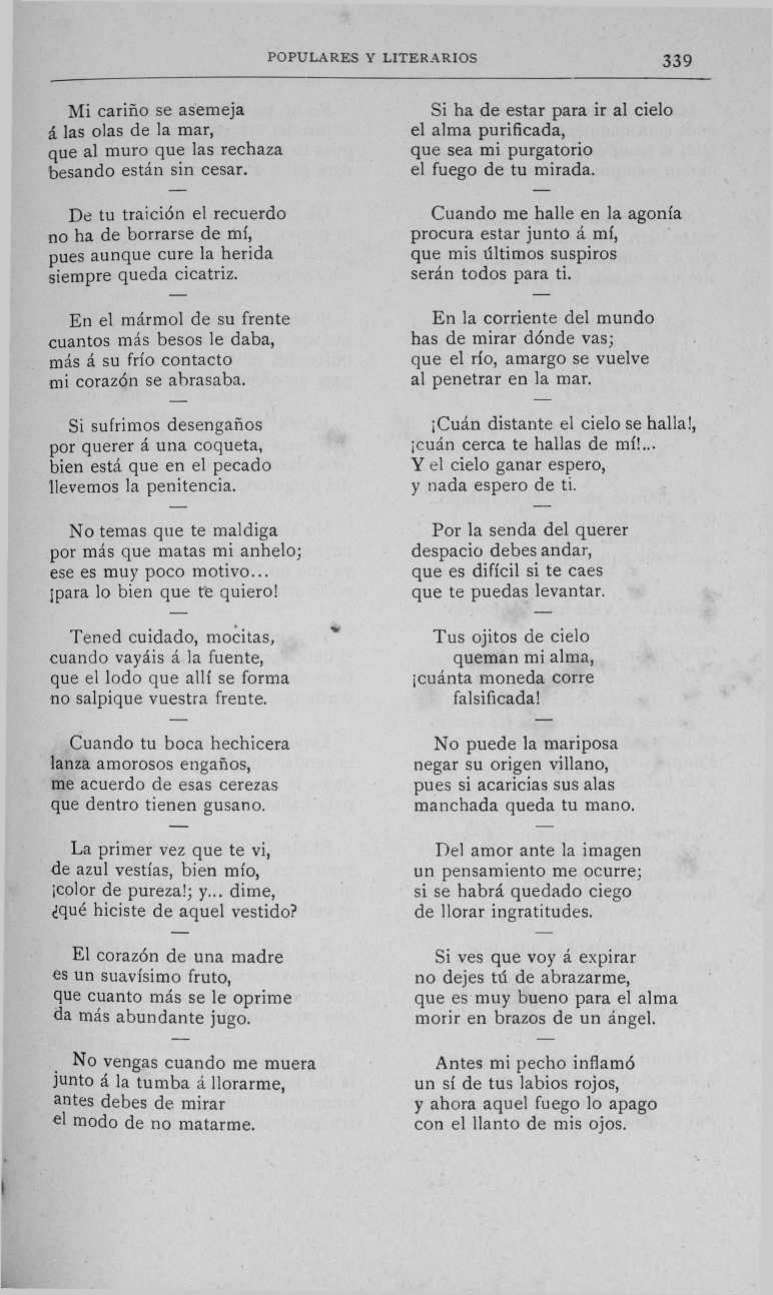 POPULARES Y LITERARIOS 339
Mi cariño se asemeja
á las olas de la mar,
que al muro que las rechaza
besando están sin cesar.
—
De tu traición el recuerdo
no ha de borrarse de mí,
pues aunque cure la herida
siempre queda cicatriz.
—
En el mármol de su frente
cuantos más besos le daba,
más á su frío contacto
mi corazón se abrasaba.
—
Si sufrimos desengaños
por querer á una coqueta,
bien está que en el pecado
llevemos la penitencia.
—
No temas que te maldiga
por más que matas mi anhelo;
ese es muy poco motivo...
¡para lo bien que te quiero!
—
Tened cuidado, mocitas,
cuando vayáis á la fuente,
que el lodo que allí se forma
no salpique vuestra frente.
—
Cuando tu boca hechicera
lanza amorosos engaños,
me acuerdo de esas cerezas
que dentro tienen gusano.
—
La primer vez que te vi,
de azul vestías, bien mío,
¡color de pureza!; y... dime,
¿qué hiciste de aquel vestido?
—
El corazón de una madre
es un suavísimo fruto,
que cuanto más se le oprime
da más abundante jugo.
—
No vengas cuando me muera
junto á la tumba á llorarme,
antes debes de mirar
el modo de no matarme.
Si ha de estar para ir al cielo
el alma purificada,
que sea mi purgatorio
el fuego de tu mirada.
—
Cuando me halle en la agonía
procura estar junto á mí,
que mis últimos suspiros
serán todos para ti.
—
En la corriente del mundo
has de mirar dónde vas;
que el río, amargo se vuelve
al penetrar en la mar.
—
¡Cuán distante el cielo se halla!,
¡cuán cerca te hallas de mí!...
Y el cielo ganar espero,
y nada espero de ti.
—
Por la senda del querer
despacio debes andar,
que es difícil si te caes
que te puedas levantar.
—
Tus ojitos de cielo
queman mi alma,
¡cuánta moneda corre
falsificada!
—
No puede la mariposa
negar su origen villano,
pues si acaricias sus alas
manchada queda tu mano.
—
Del amor ante la imagen
un pensamiento me ocurre;
si se habrá quedado ciego
de llorar ingratitudes.
—
Si ves que voy á expirar
no dejes tú de abrazarme,
que es muy bueno para el alma
morir en brazos de un ángel.
—
Antes mi pecho inflamó
un sí de tus labios rojos,
y ahora aquel fuego lo apago
con el llanto de mis ojos.